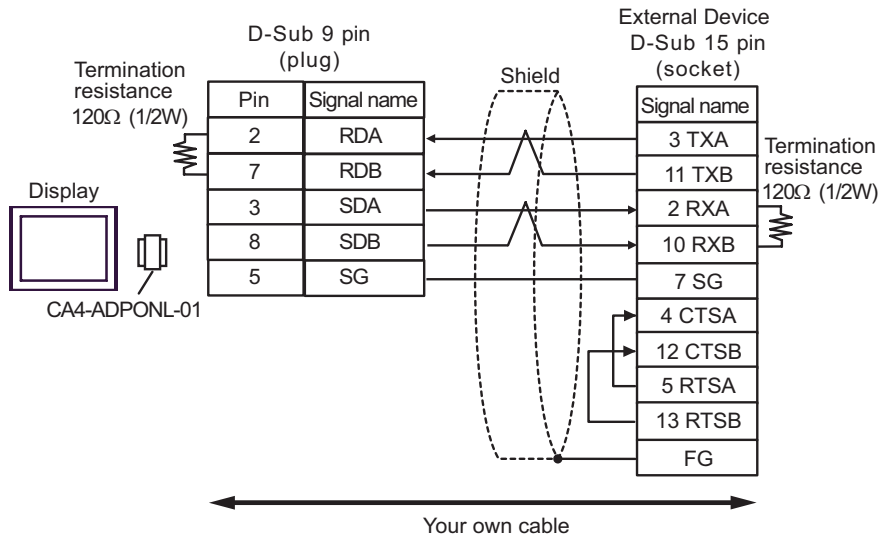 D-Sub 9 pin
(plug)
External Device
D-Sub 15 pin
(socket)
Termination
resistance
120Ω (1/2W)
Shield
Pin Signal name
2 RDA
7 RDB
3 SDA
8 SDB
5 SG
Display
CA4-ADPONL-01
Signal name
3 TXA
11 TXB
2 RXA
10 RXB
7 SG
4 CTSA
12 CTSB
5 RTSA
13 RTSB
FG
Termination
resistance
120Ω (1/2W)
Your own cable